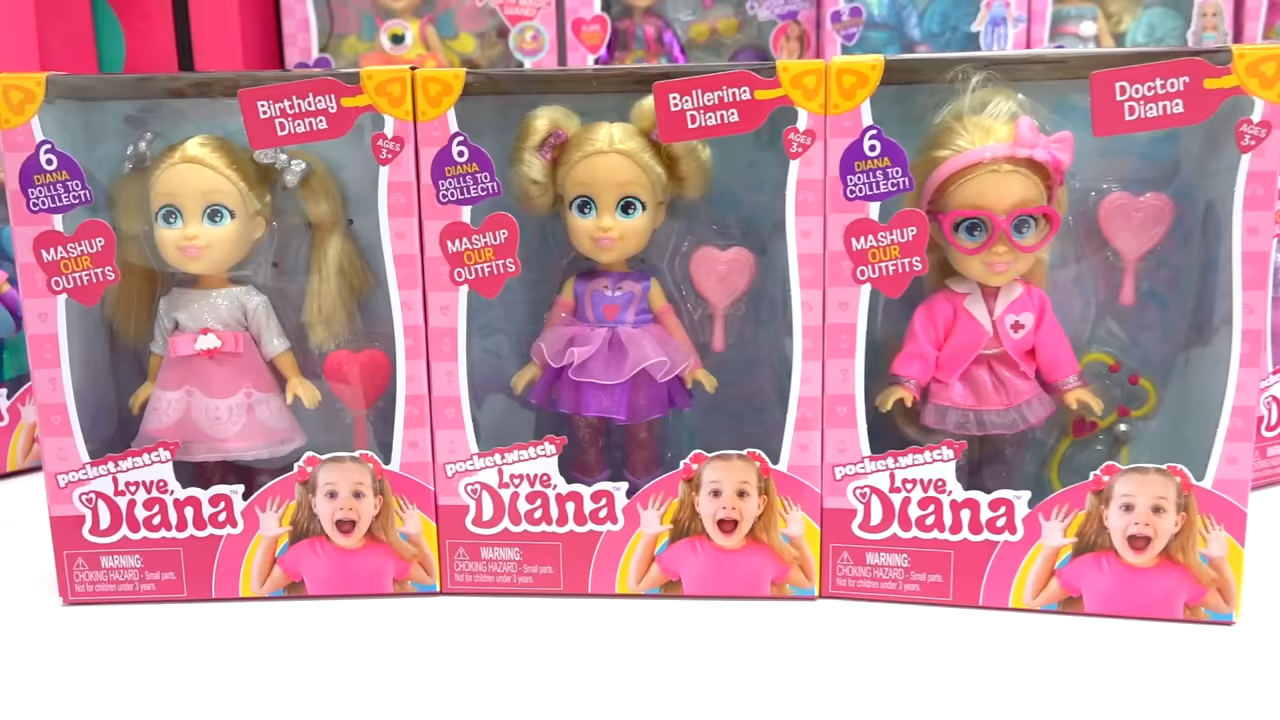 Birthday
Diana
AGES
3+
6
DIANA
DOLLS TO
COLLECT!
MASHUP
OUR
OUTFITS
pocket.watch
Love,
Diana™
WARNING:
CHOKING HAZARD - Small parts.
Not for children under 3 years.
Ballerina
Diana
AGES
3+
6
DIANA
DOLLS TO
COLLECT!
MASHUP
OUR
OUTFITS
pocket.watch
Love,
Diana™
WARNING:
CHOKING HAZARD - Small parts.
Not for children under 3 years.
Doctor
Diana
AGES
3+
6
DIANA
DOLLS TO
COLLECT!
MASHUP
OUR
OUTFITS
pocket.watch
Love,
Diana™
WARNING:
CHOKING HAZARD - Small parts.
Not for children under 3 years.